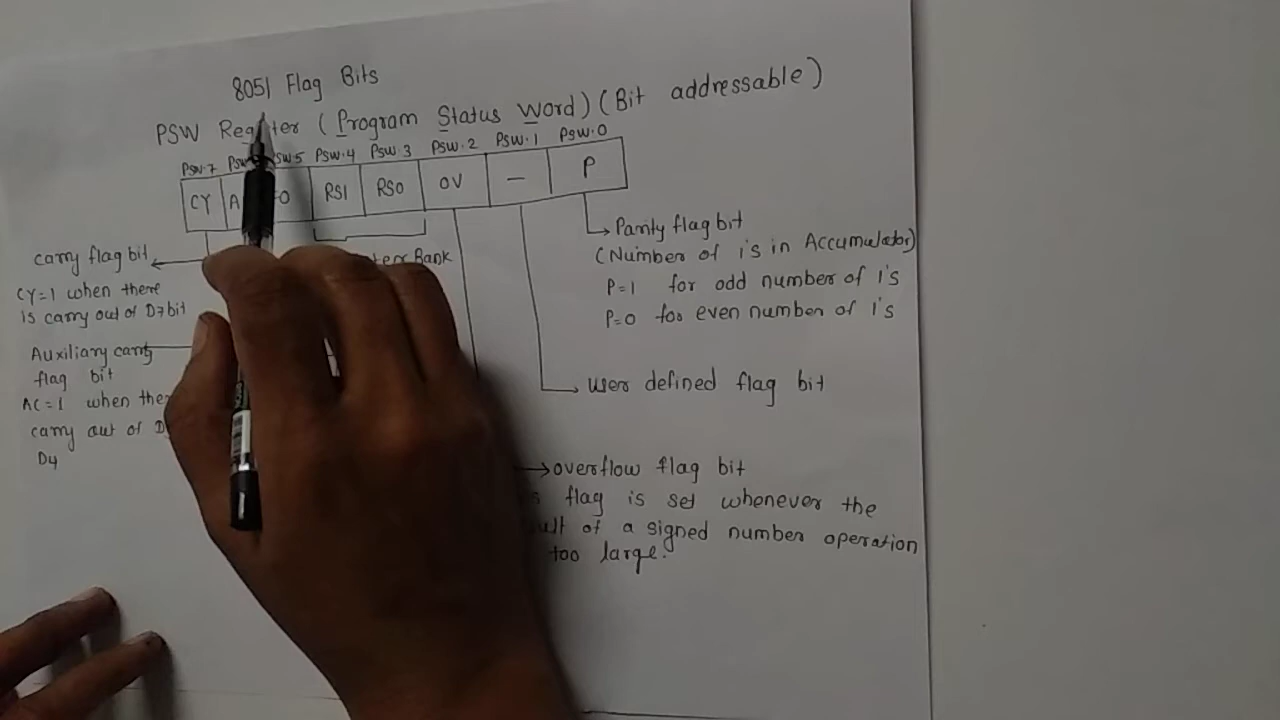 8051 Flag Bits
PSW Register (Program Status Word) (Bit addressable)
PSW.7 PSW.4 PSW.3 PSW.2 PSW.1 PSW.0
CY RS1 RS0 OV — P
carry flag bit
CY=1 when there
is carry out of D7 bit
Auxiliary carry
flag bit
AC=1 when
carry out of
D4
Bank
Parity flag bit
(Number of 1's in Accumulator)
P=1 for odd number of 1's
P=0 for even number of 1's
user defined flag bit
overflow flag bit
flag is set whenever the
of a signed number operation
too large.